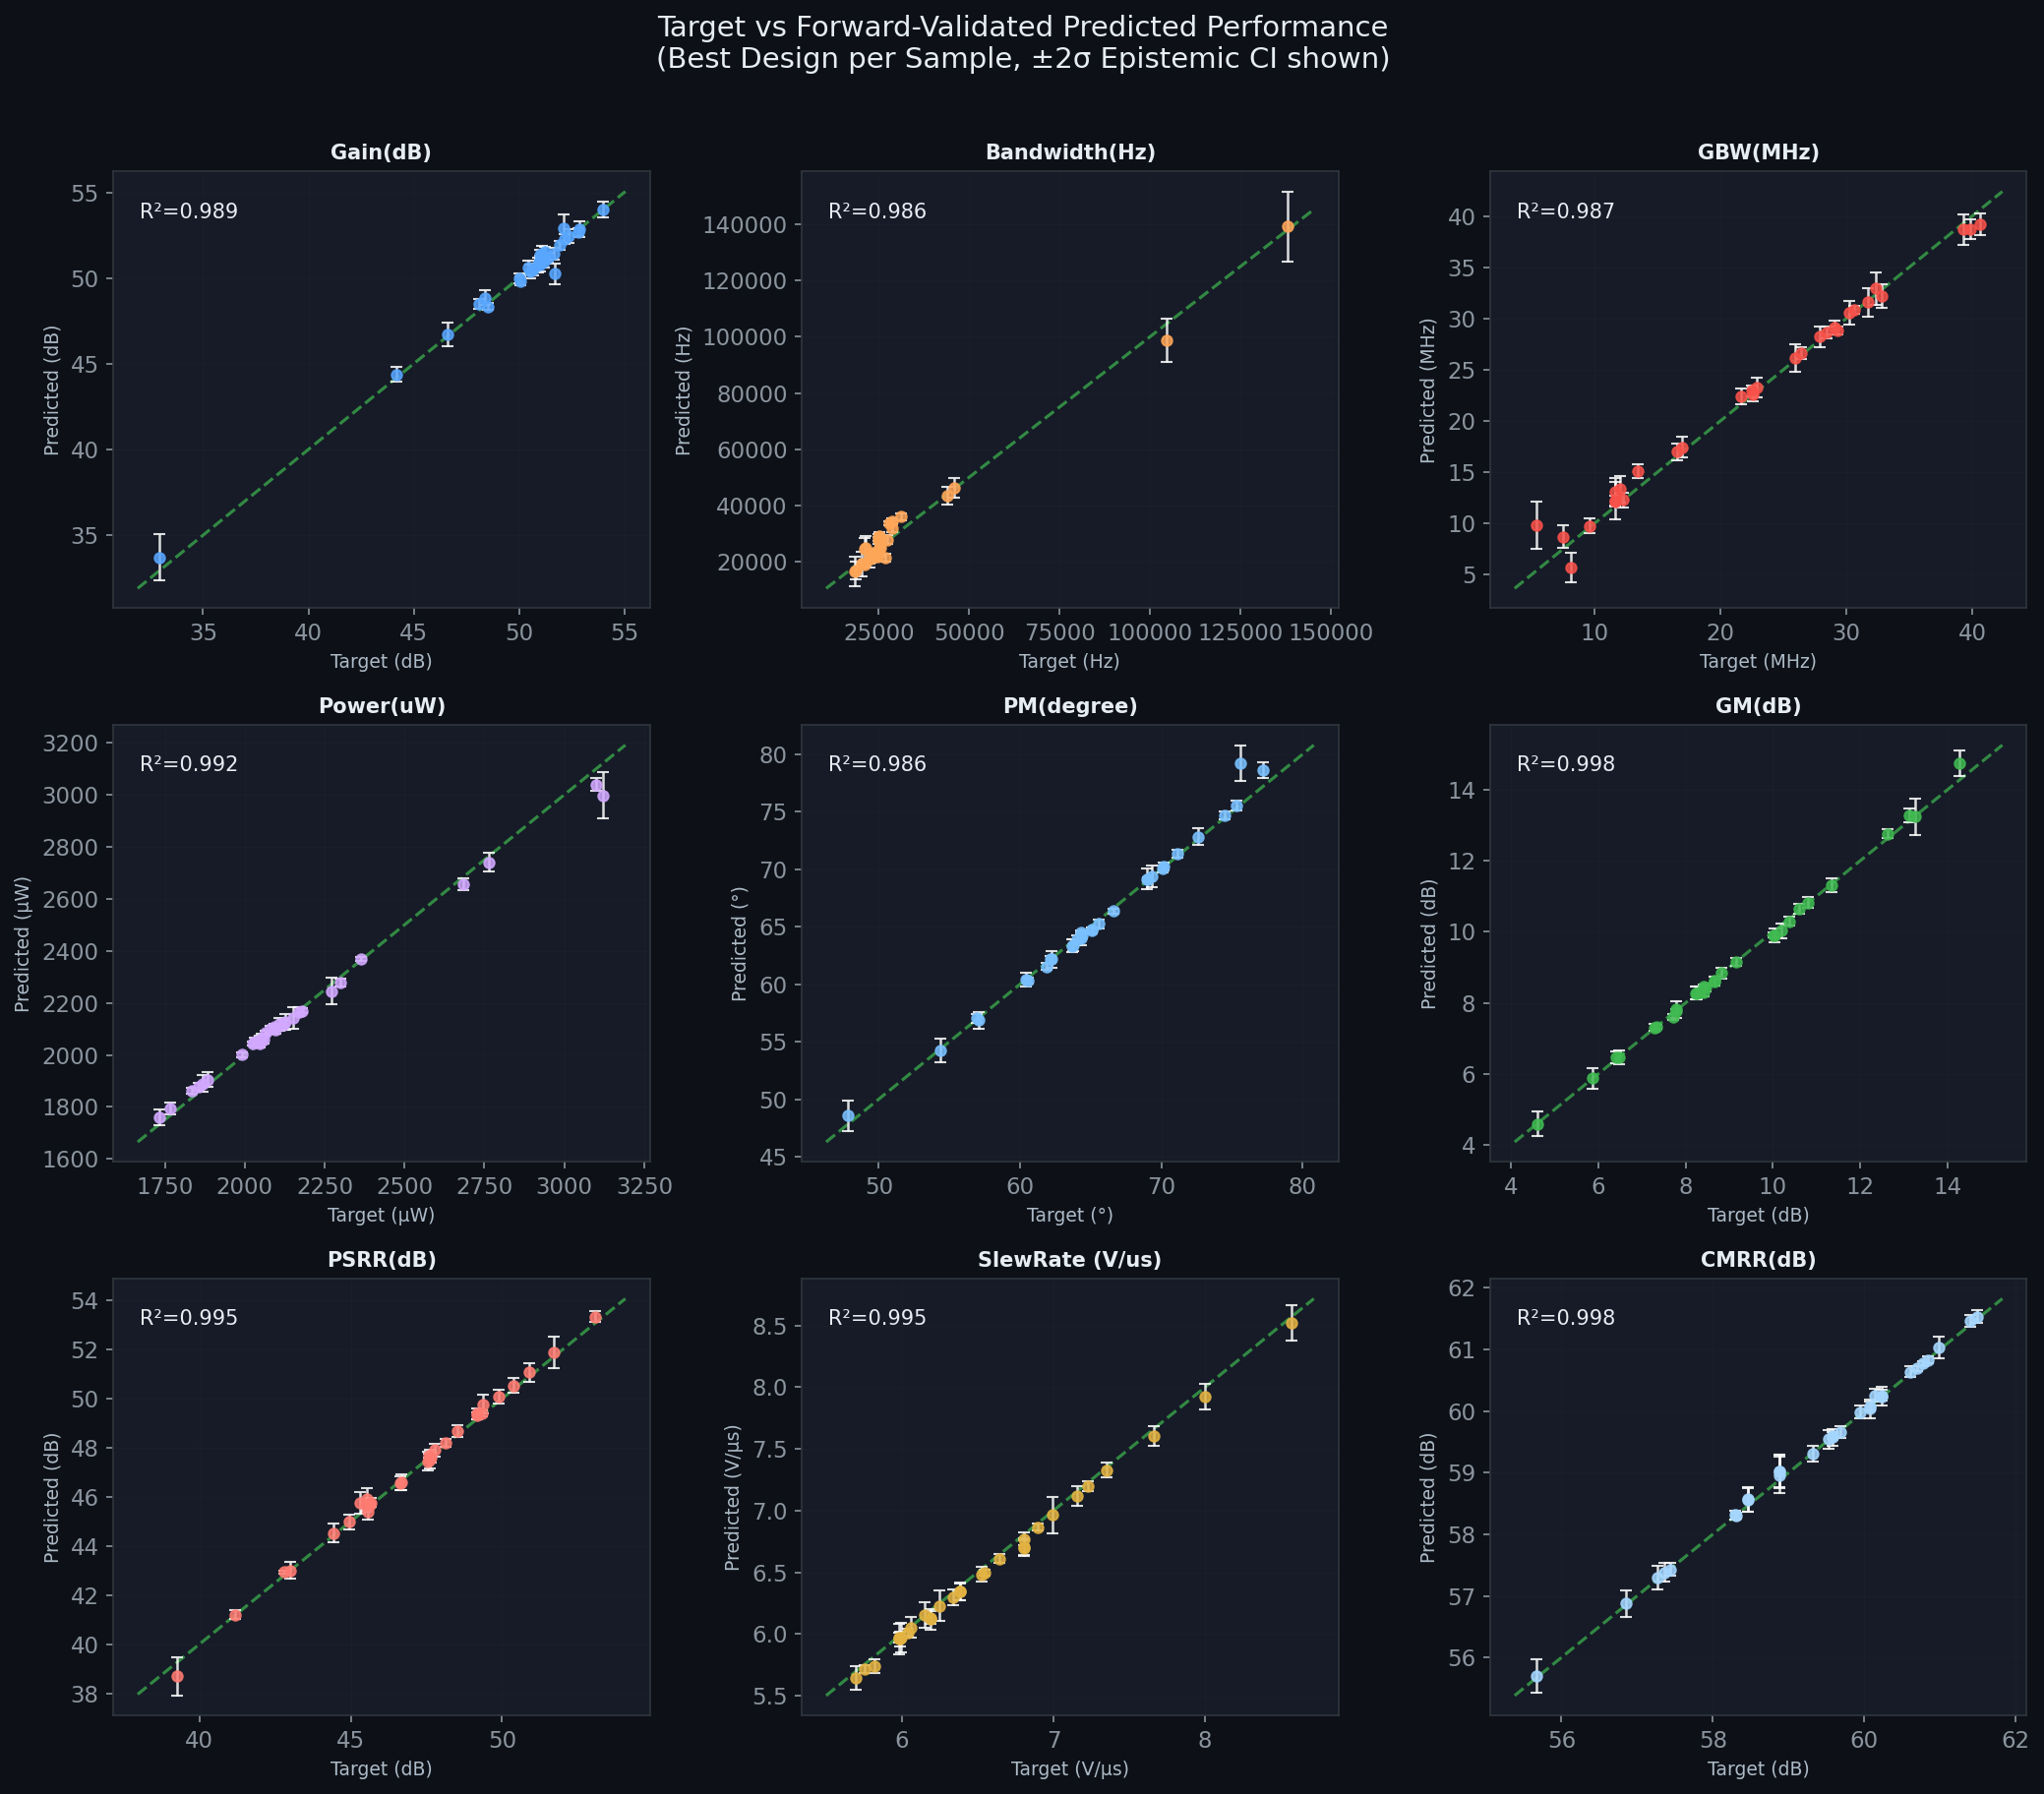 Target vs Forward-Validated Predicted Performance
(Best Design per Sample, ±2σ Epistemic CI shown)
Gain(dB)
R²=0.989
55
50
45
40
35
Predicted (dB)
35 40 45 50 55
Target (dB)
Bandwidth(Hz)
R²=0.986
140000
120000
100000
80000
60000
40000
20000
Predicted (Hz)
25000 50000 75000 100000 125000 150000
Target (Hz)
GBW(MHz)
R²=0.987
40
35
30
25
20
15
10
5
Predicted (MHz)
10 20 30 40
Target (MHz)
Power(uW)
R²=0.992
3200
3000
2800
2600
2400
2200
2000
1800
1600
Predicted (μW)
1750 2000 2250 2500 2750 3000 3250
Target (μW)
PM(degree)
R²=0.986
80
75
70
65
60
55
50
45
Predicted (°)
50 60 70 80
Target (°)
GM(dB)
R²=0.998
14
12
10
8
6
4
Predicted (dB)
4 6 8 10 12 14
Target (dB)
PSRR(dB)
R²=0.995
54
52
50
48
46
44
42
40
38
Predicted (dB)
40 45 50
Target (dB)
SlewRate (V/us)
R²=0.995
8.5
8.0
7.5
7.0
6.5
6.0
5.5
Predicted (V/μs)
6 7 8
Target (V/μs)
CMRR(dB)
R²=0.998
62
61
60
59
58
57
56
Predicted (dB)
56 58 60 62
Target (dB)